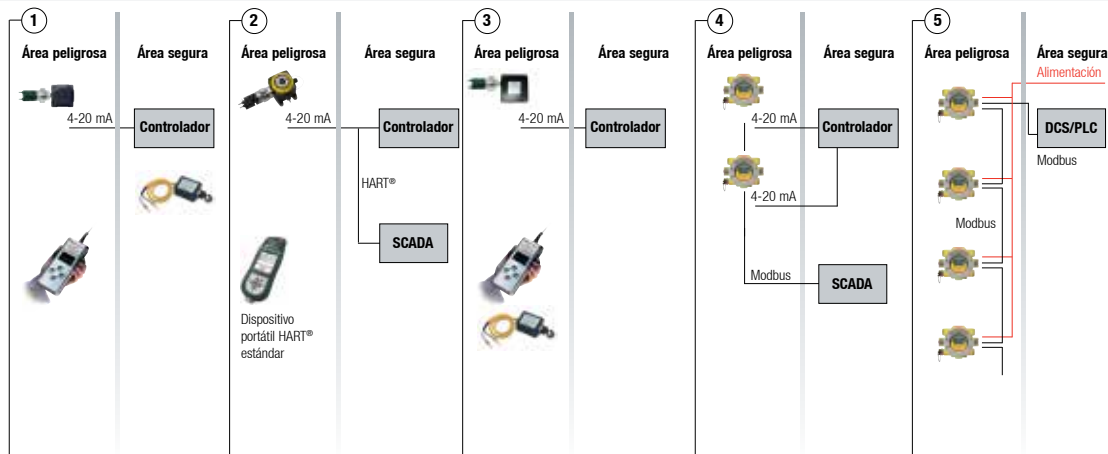 1
Área peligrosa
Área segura
4-20 mA
Controlador
2
Área peligrosa
Área segura
4-20 mA
Controlador
HART®
SCADA
Dispositivo
portátil HART®
estándar
3
Área peligrosa
Área segura
4-20 mA
Controlador
4
Área peligrosa
Área segura
4-20 mA
Controlador
4-20 mA
Modbus
SCADA
5
Área peligrosa
Área segura
Alimentación
DCS/PLC
Modbus
Modbus